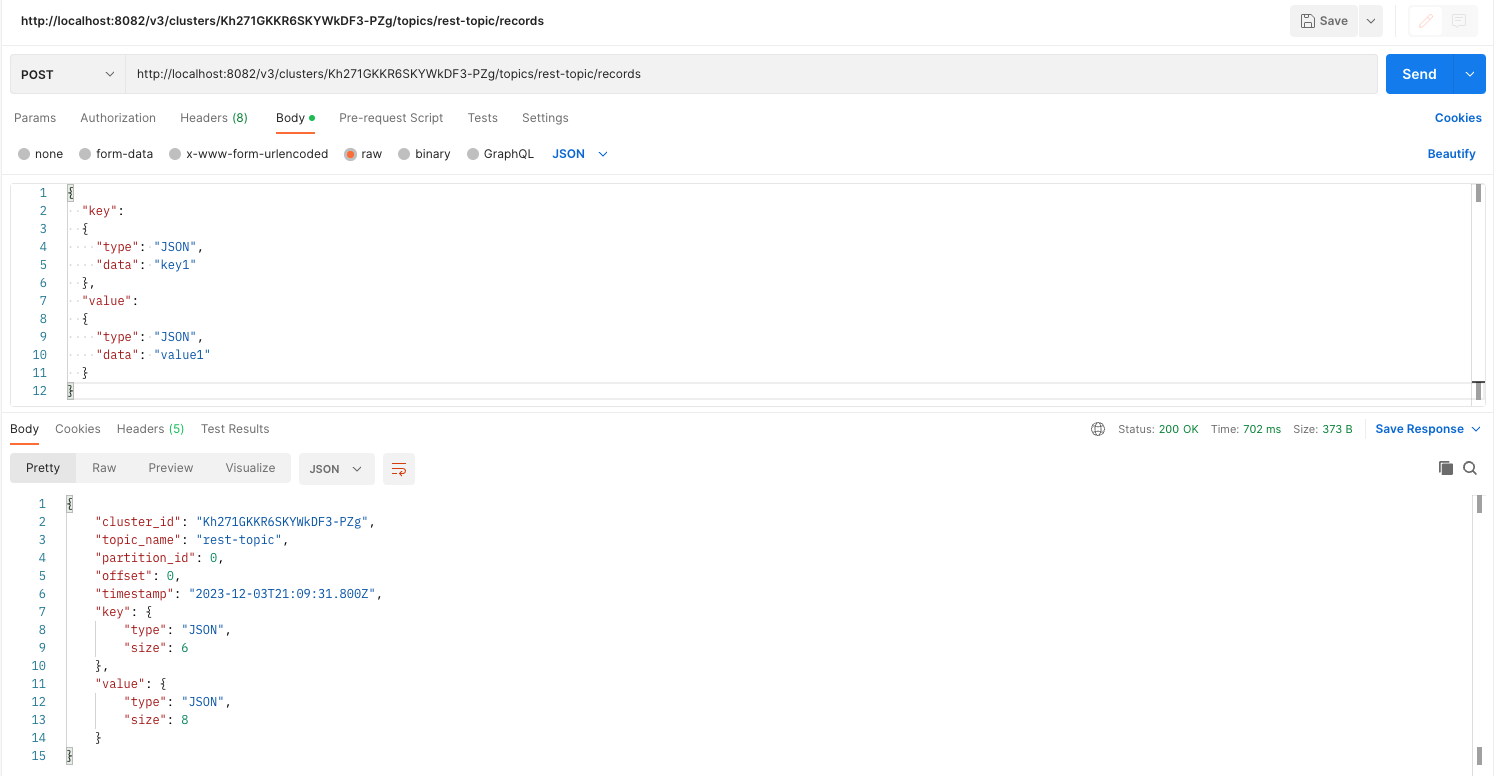 http://localhost:8082/v3/clusters/Kh271GKKR6SKYWkDF3-PZg/topics/rest-topic/records Save
POST http://localhost:8082/v3/clusters/Kh271GKKR6SKYWkDF3-PZg/topics/rest-topic/records Send
Params Authorization Headers (8) Body Pre-request Script Tests Settings Cookies
none form-data x-www-form-urlencoded raw binary GraphQL JSON Beautify
1 {
2 "key":
3 {
4 "type": "JSON",
5 "data": "key1"
6 },
7 "value":
8 {
9 "type": "JSON",
10 "data": "value1"
11 }
12 }
Body Cookies Headers (5) Test Results Status: 200 OK Time: 702 ms Size: 373 B Save Response
Pretty Raw Preview Visualize JSON
1 {
2 "cluster_id": "Kh271GKKR6SKYWkDF3-PZg",
3 "topic_name": "rest-topic",
4 "partition_id": 0,
5 "offset": 0,
6 "timestamp": "2023-12-03T21:09:31.800Z",
7 "key": {
8 "type": "JSON",
9 "size": 6
10 },
11 "value": {
12 "type": "JSON",
13 "size": 8
14 }
15 }